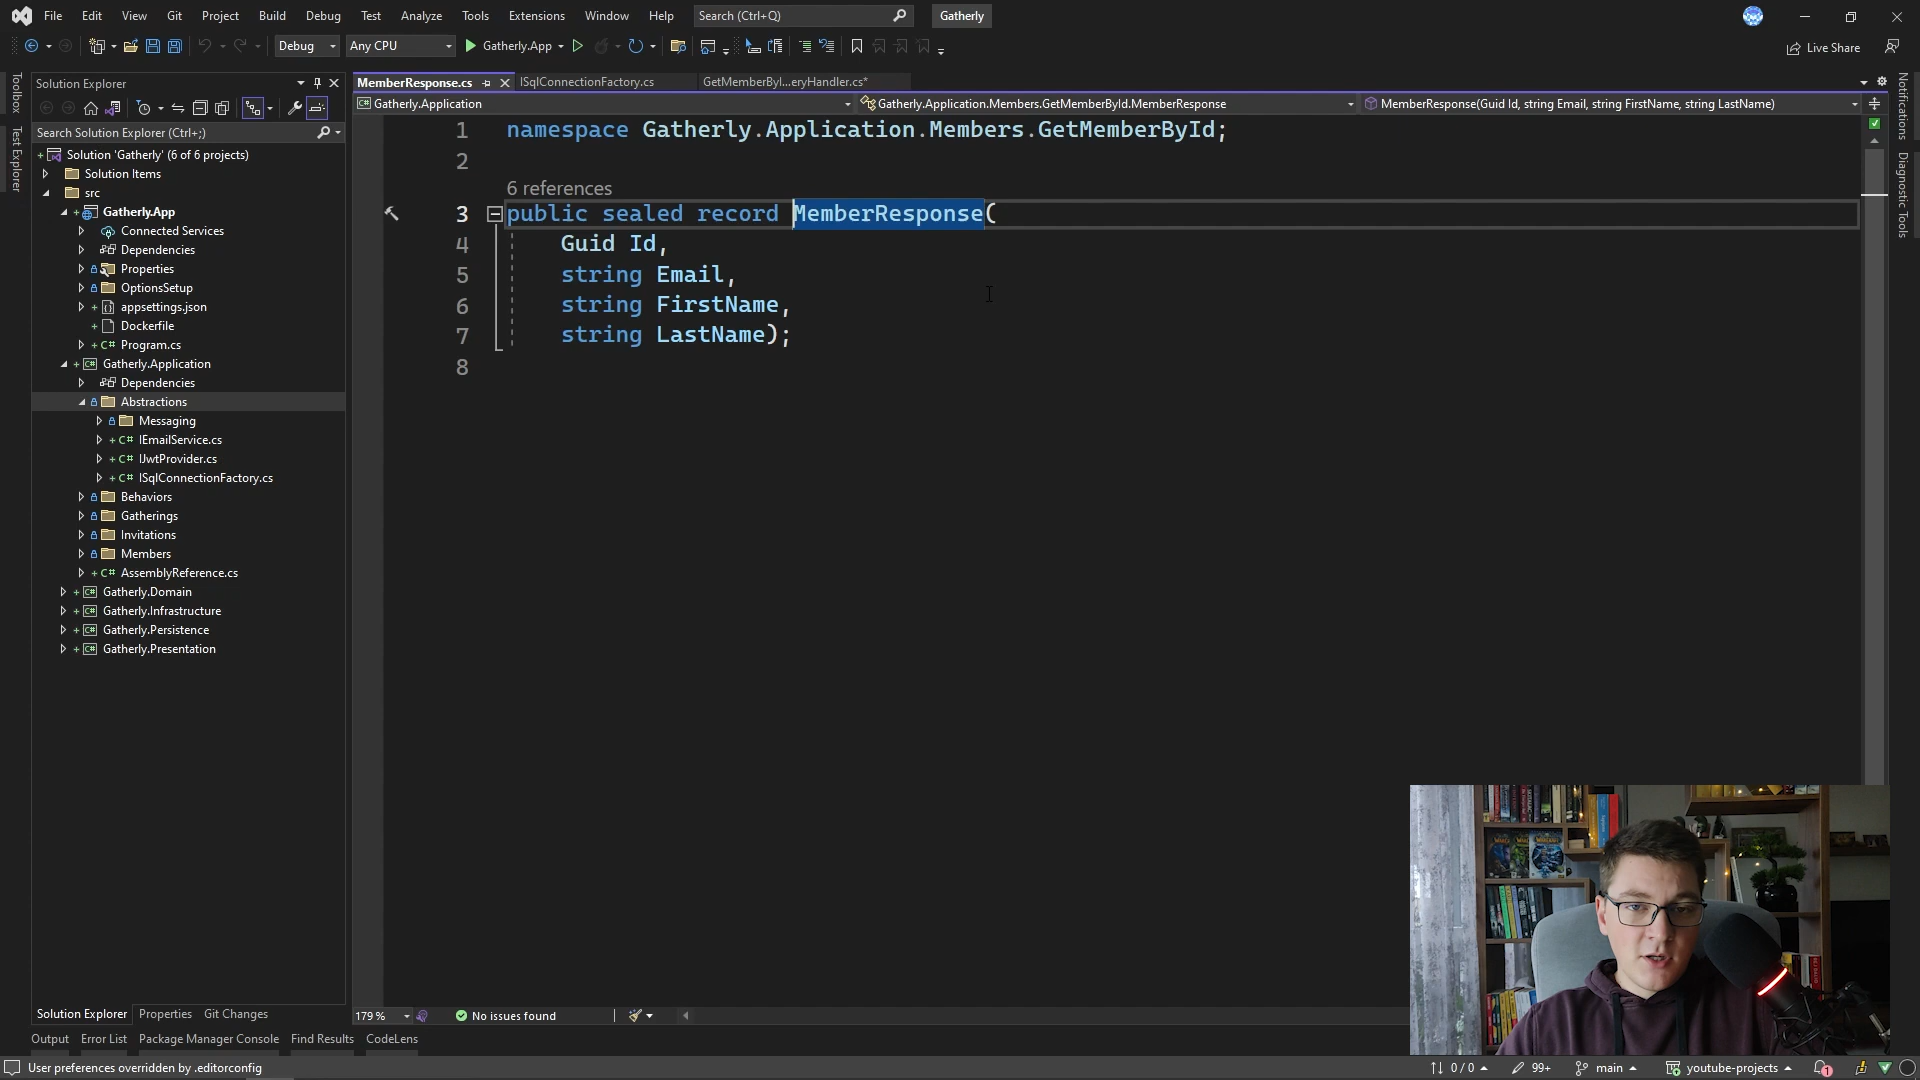 File Edit View Git Project Build Debug Test Analyze Tools Extensions Window Help Search (Ctrl+Q) Gatherly
Debug Any CPU Gatherly.App Live Share
Toolbox
Test Explorer
Solution Explorer
Search Solution Explorer (Ctrl+;)
Solution 'Gatherly' (6 of 6 projects)
Solution Items
src
Gatherly.App
Connected Services
Dependencies
Properties
OptionsSetup
appsettings.json
Dockerfile
Program.cs
Gatherly.Application
Dependencies
Abstractions
Messaging
IEmailService.cs
IJwtProvider.cs
ISqlConnectionFactory.cs
Behaviors
Gatherings
Invitations
Members
AssemblyReference.cs
Gatherly.Domain
Gatherly.Infrastructure
Gatherly.Persistence
Gatherly.Presentation
Solution Explorer Properties Git Changes
MemberResponse.cs ISqlConnectionFactory.cs GetMemberByI...eryHandler.cs*
Gatherly.Application Gatherly.Application.Members.GetMemberById.MemberResponse MemberResponse(Guid Id, string Email, string FirstName, string LastName)
1 namespace Gatherly.Application.Members.GetMemberById;
2
6 references
3 public sealed record MemberResponse(
4 Guid Id,
5 string Email,
6 string FirstName,
7 string LastName);
8
Notifications
Diagnostic Tools
179 % No issues found
Output Error List Package Manager Console Find Results CodeLens
User preferences overridden by .editorconfig 0 / 0 99+ main youtube-projects 1